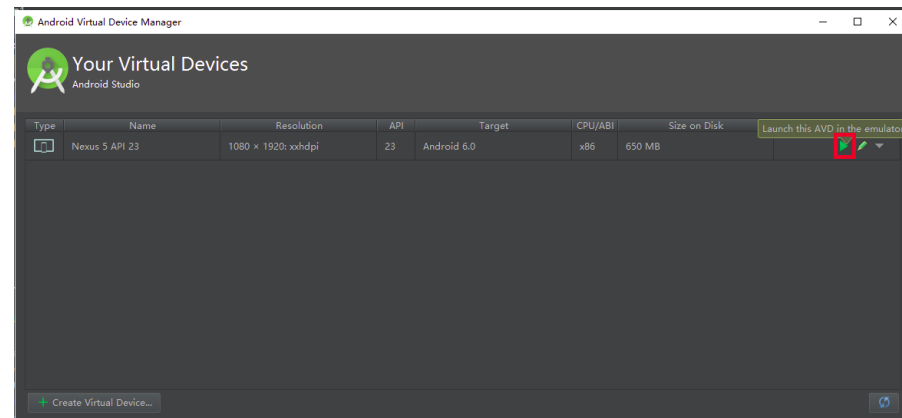 Android Virtual Device Manager
Your Virtual Devices
Android Studio
Type Name Resolution API Target CPU/ABI Size on Disk
Launch this AVD in the emulator
Nexus 5 API 23 1080 × 1920: xxhdpi 23 Android 6.0 x86 650 MB
Create Virtual Device...